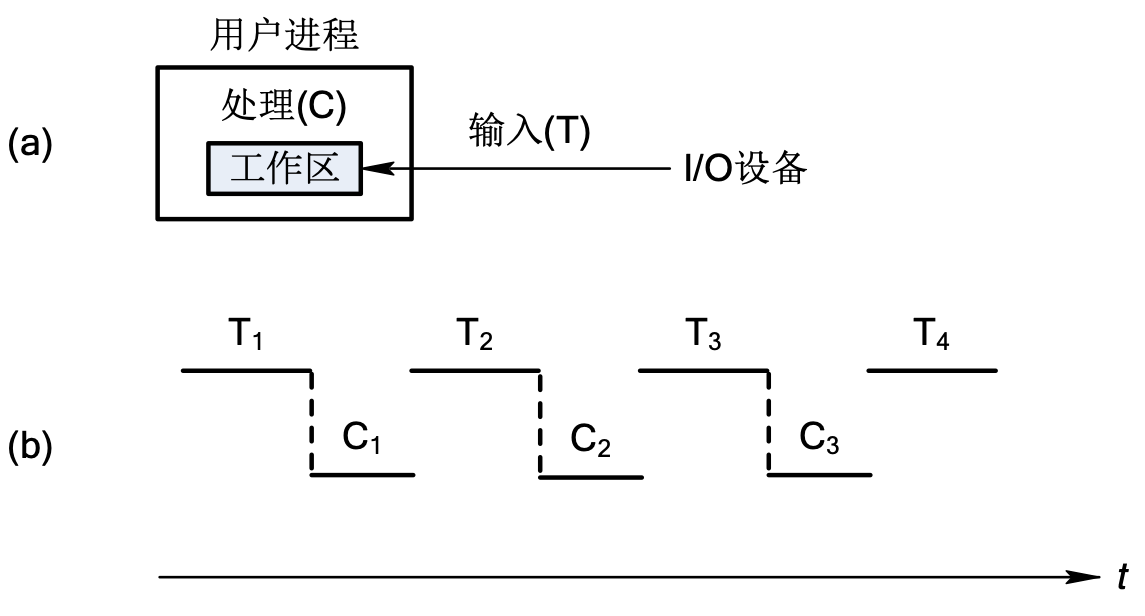 用户进程
(a)
处理(C)
工作区
输入(T)
I/O设备
T1 T2 T3 T4
(b)
C1 C2 C3
t